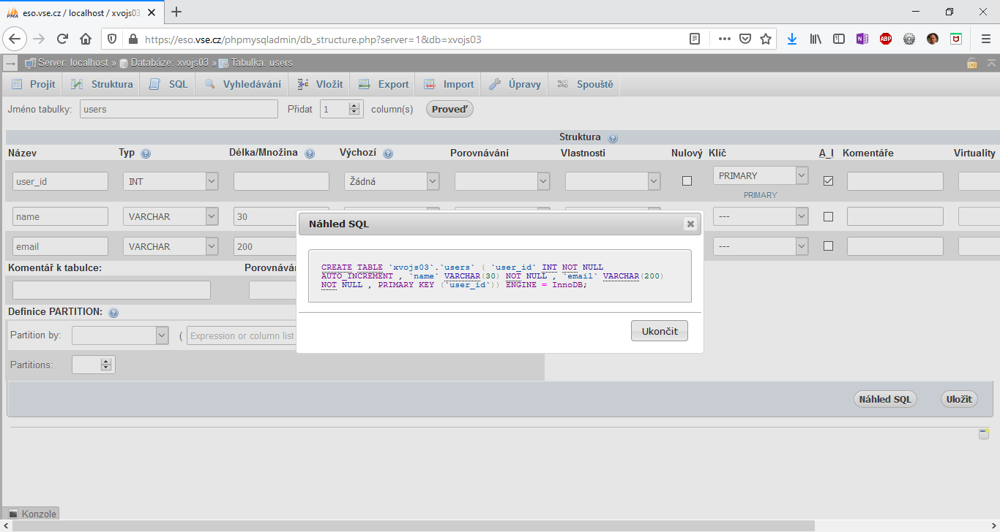 eso.vse.cz / localhost / xvojs03
https://eso.vse.cz/phpmysqladmin/db_structure.php?server=1&db=xvojs03
Server: localhost » Databáze: xvojs03 » Tabulka: users
Projít Struktura SQL Vyhledávání Vložit Export Import Úpravy Spouště
Jméno tabulky: users Přidat 1 column(s) Proveď
Struktura
Název Typ Délka/Množina Výchozí Porovnávání Vlastnosti Nulový Klíč A_I Komentáře Virtuality
user_id INT Žádná PRIMARY
PRIMARY
name VARCHAR 30 ---
email VARCHAR 200 ---
Náhled SQL
CREATE TABLE `xvojs03`.`users` ( `user_id` INT NOT NULL
AUTO_INCREMENT , `name` VARCHAR(30) NOT NULL , `email` VARCHAR(200)
NOT NULL , PRIMARY KEY (`user_id`)) ENGINE = InnoDB;
Ukončit
Komentář k tabulce: Porovnáván
Definice PARTITION:
Partition by: ( Expression or column list
Partitions:
Náhled SQL Uložit
Konzole